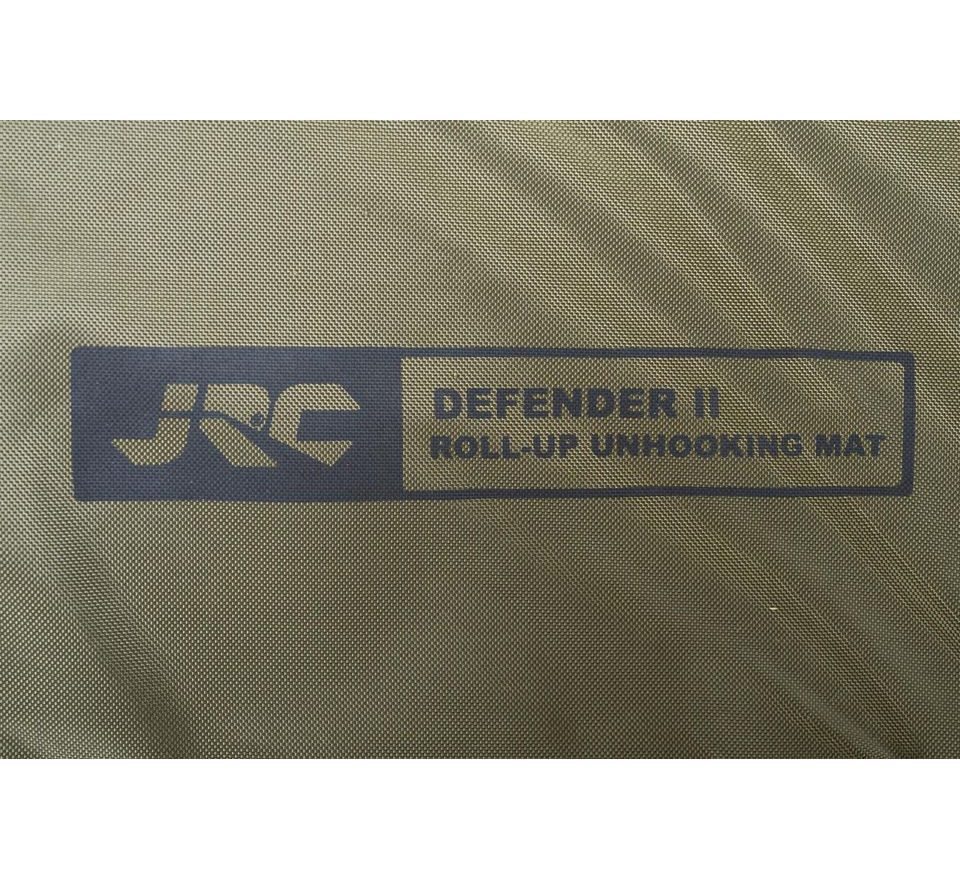 JRC
DEFENDER II
ROLL-UP UNHOOKING MAT